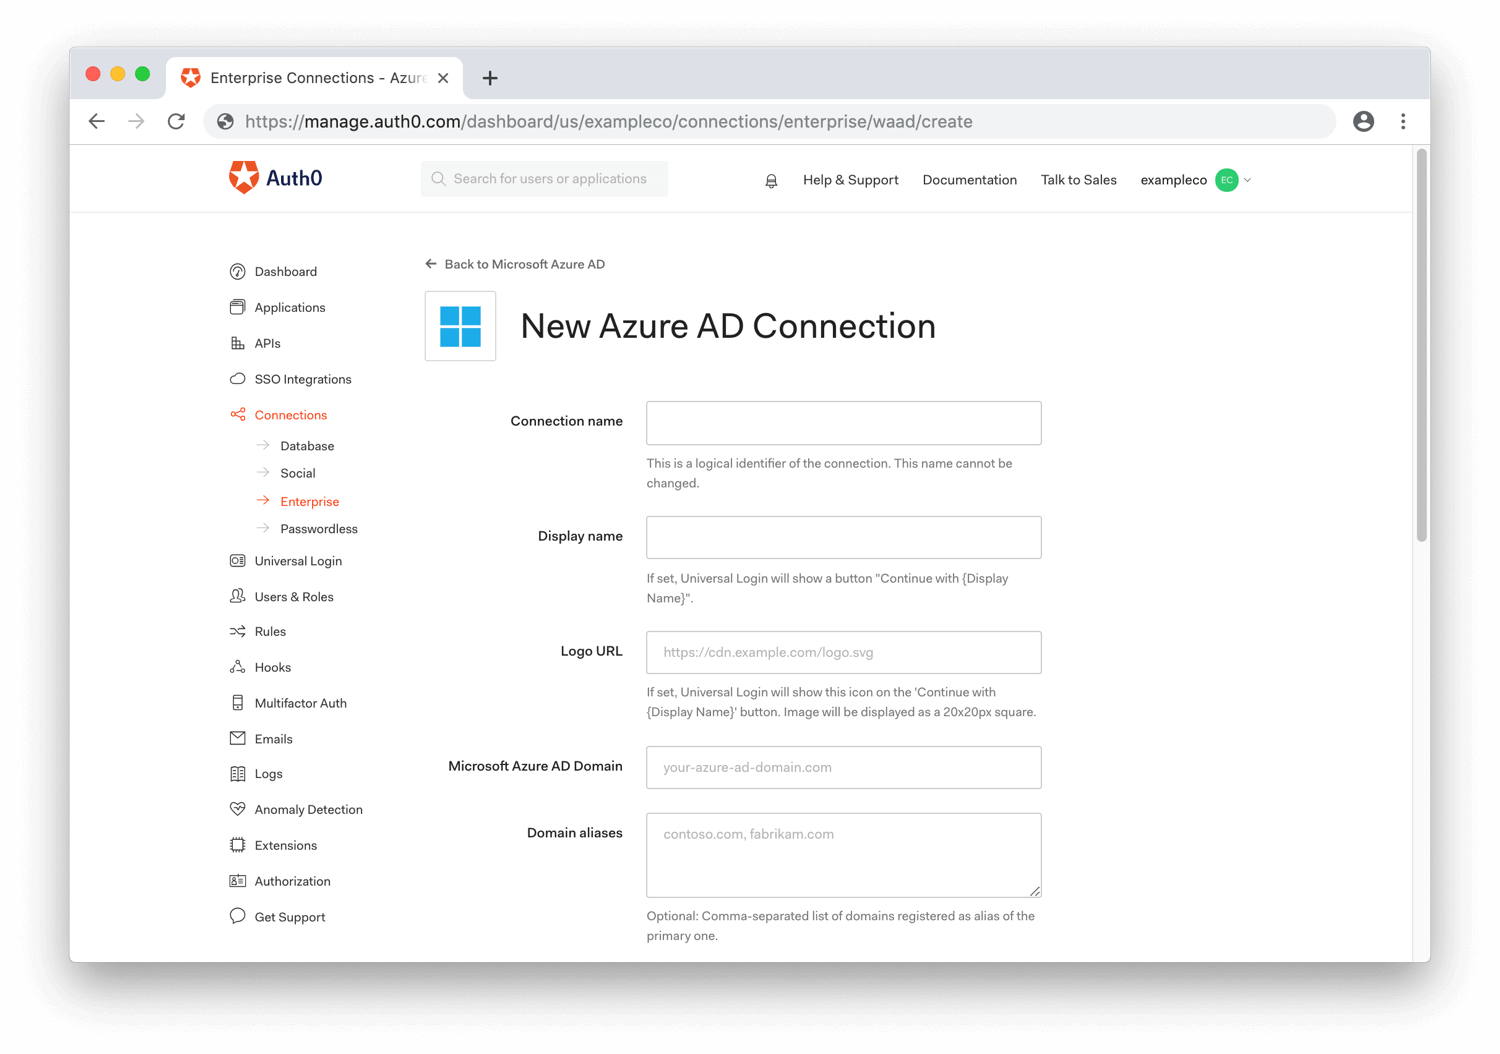 Enterprise Connections - Azure
https://manage.auth0.com/dashboard/us/exampleco/connections/enterprise/waad/create
Auth0
Search for users or applications
Help & Support
Documentation
Talk to Sales
exampleco
EC
Dashboard
Applications
APIs
SSO Integrations
Connections
Database
Social
Enterprise
Passwordless
Universal Login
Users & Roles
Rules
Hooks
Multifactor Auth
Emails
Logs
Anomaly Detection
Extensions
Authorization
Get Support
Back to Microsoft Azure AD
New Azure AD Connection
Connection name
This is a logical identifier of the connection. This name cannot be
changed.
Display name
If set, Universal Login will show a button "Continue with {Display
Name}".
Logo URL
https://cdn.example.com/logo.svg
If set, Universal Login will show this icon on the 'Continue with
{Display Name}' button. Image will be displayed as a 20x20px square.
Microsoft Azure AD Domain
your-azure-ad-domain.com
Domain aliases
contoso.com, fabrikam.com
Optional: Comma-separated list of domains registered as alias of the
primary one.